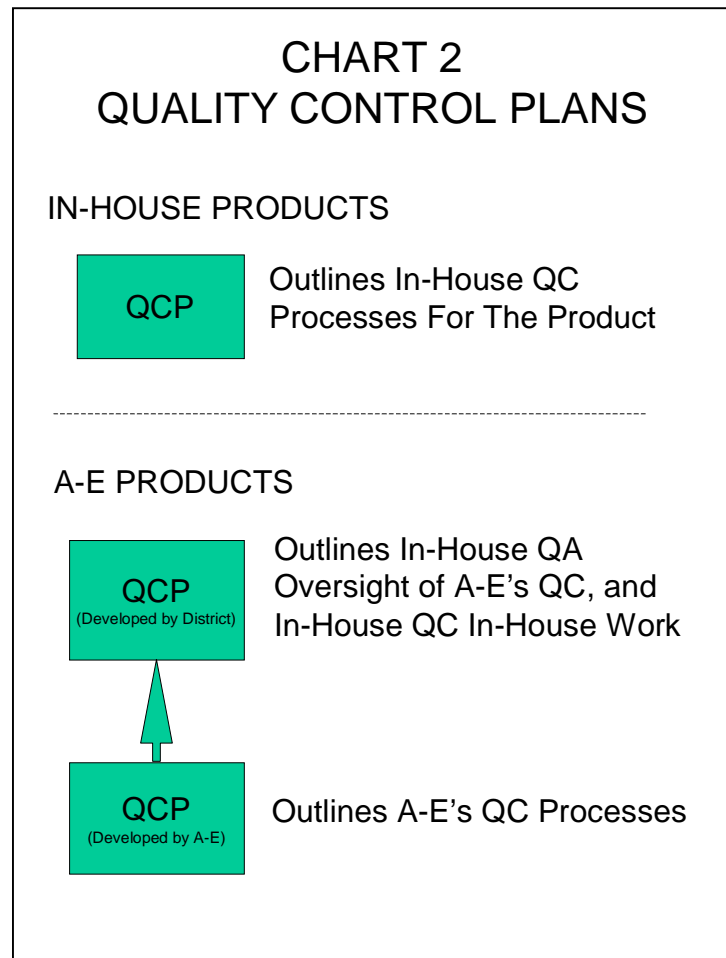 CHART 2
QUALITY CONTROL PLANS
IN-HOUSE PRODUCTS
QCP
Outlines In-House QC
Processes For The Product
A-E PRODUCTS
QCP
(Developed by District)
Outlines In-House QA
Oversight of A-E's QC, and
In-House QC In-House Work
QCP
(Developed by A-E)
Outlines A-E's QC Processes